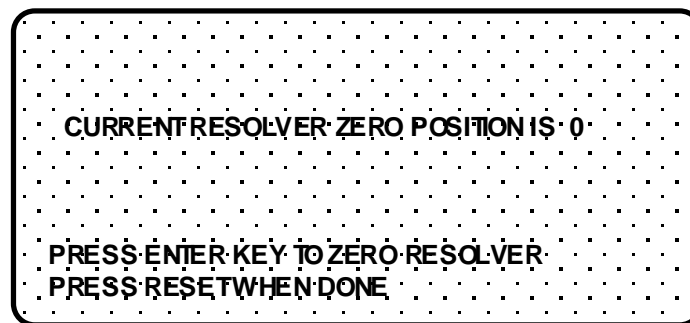 CURRENT RESOLVER ZERO POSITION IS 0
PRESS ENTER KEY TO ZERO RESOLVER
PRESS RESET WHEN DONE